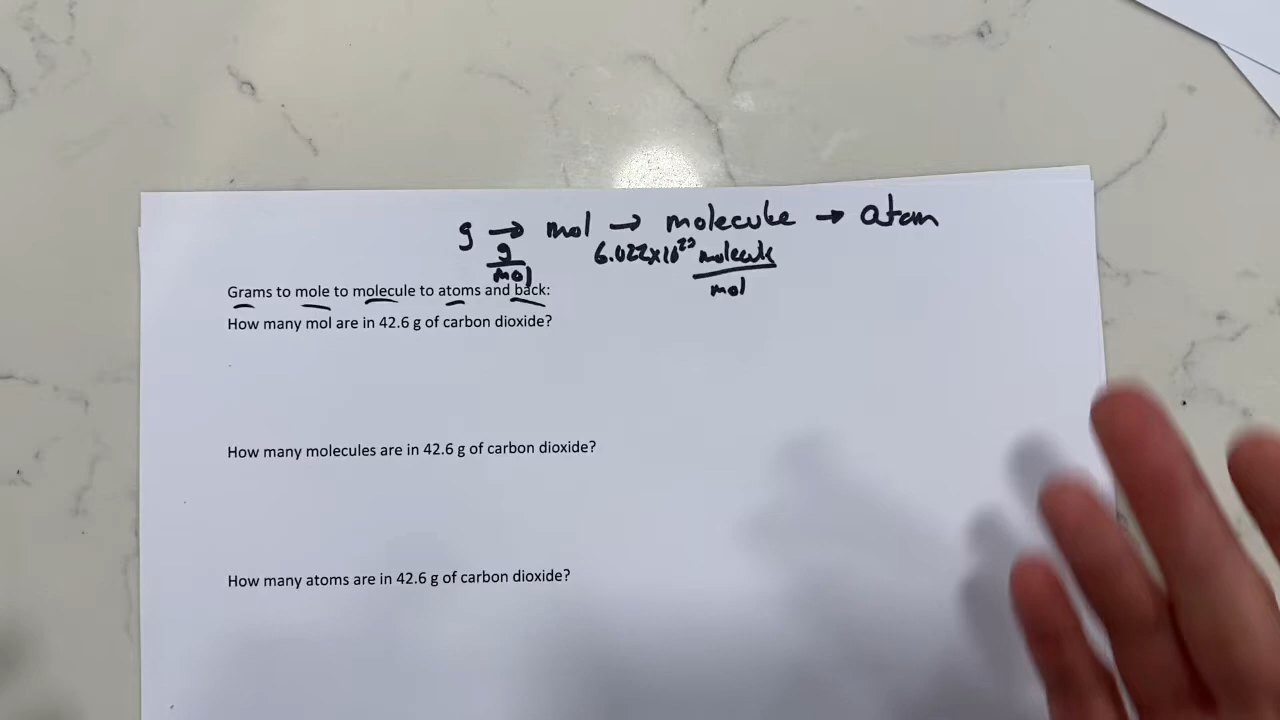 g → mol → molecule → atom
g/mol 6.022x10²³ molecule/mol
Grams to mole to molecule to atoms and back:
How many mol are in 42.6 g of carbon dioxide?
How many molecules are in 42.6 g of carbon dioxide?
How many atoms are in 42.6 g of carbon dioxide?